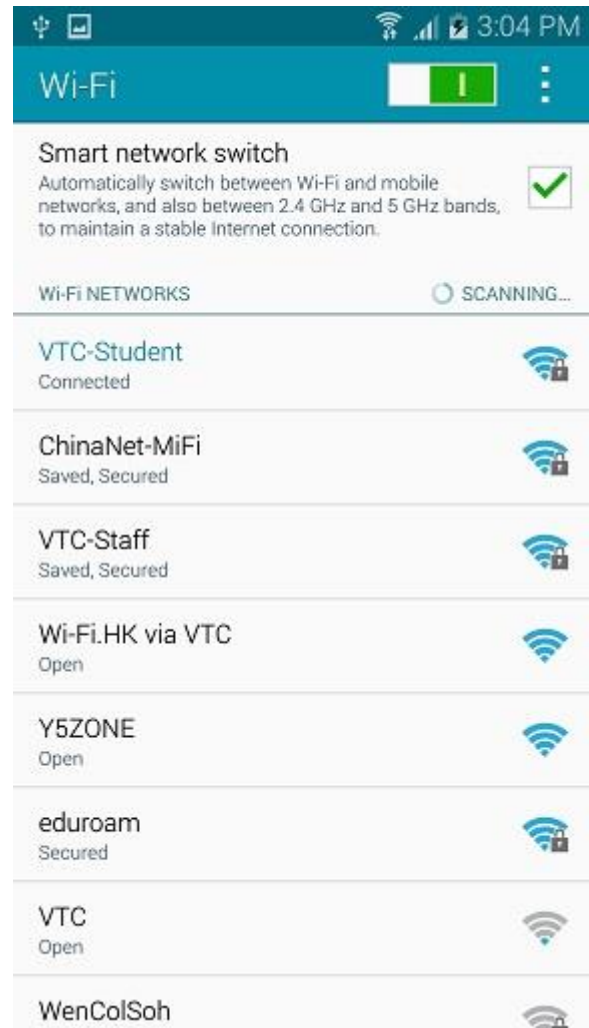 3:04 PM
Wi-Fi
Smart network switch
Automatically switch between Wi-Fi and mobile
networks, and also between 2.4 GHz and 5 GHz bands,
to maintain a stable Internet connection.
Wi-Fi NETWORKS SCANNING...
VTC-Student
Connected
ChinaNet-MiFi
Saved, Secured
VTC-Staff
Saved, Secured
Wi-Fi.HK via VTC
Open
Y5ZONE
Open
eduroam
Secured
VTC
Open
WenColSoh